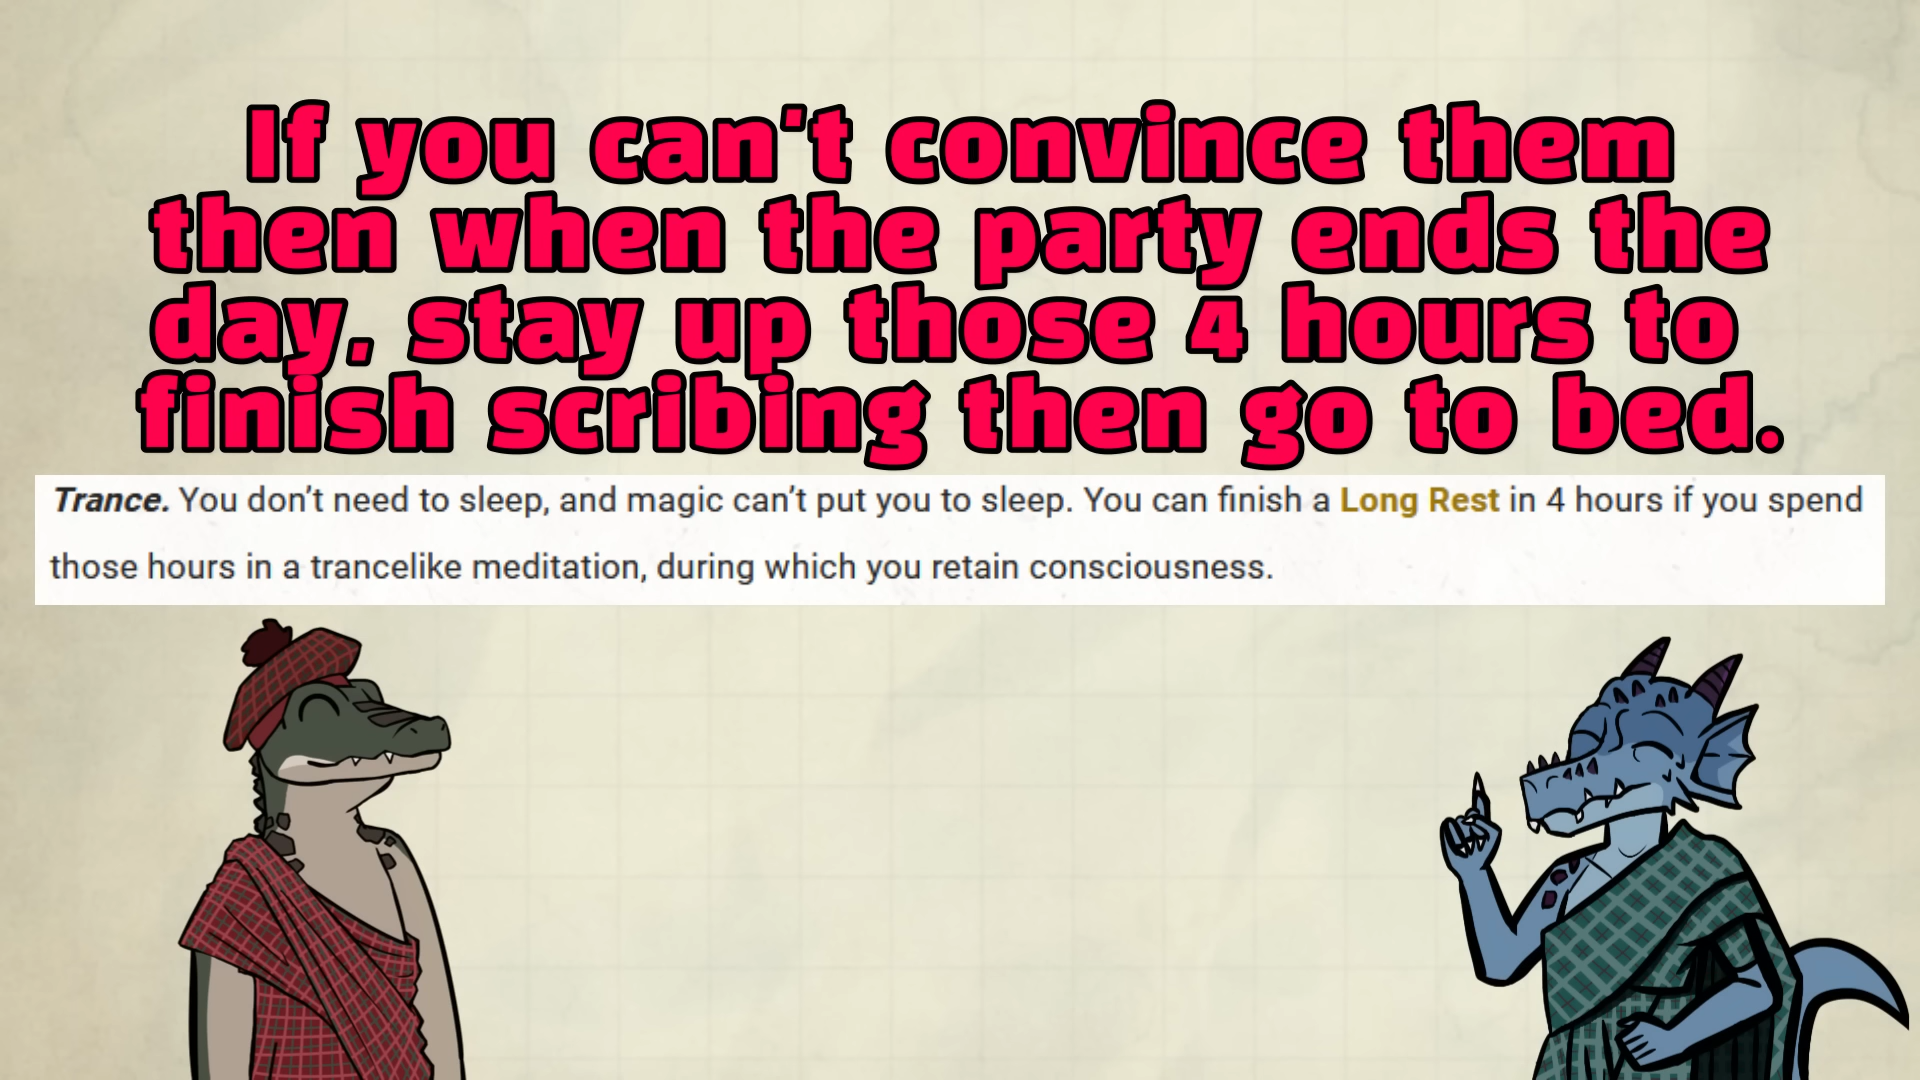 If you can't convince them
then when the party ends the
day, stay up those 4 hours to
finish scribing then go to bed.
Trance. You don’t need to sleep, and magic can’t put you to sleep. You can finish a Long Rest in 4 hours if you spend
those hours in a trancelike meditation, during which you retain consciousness.